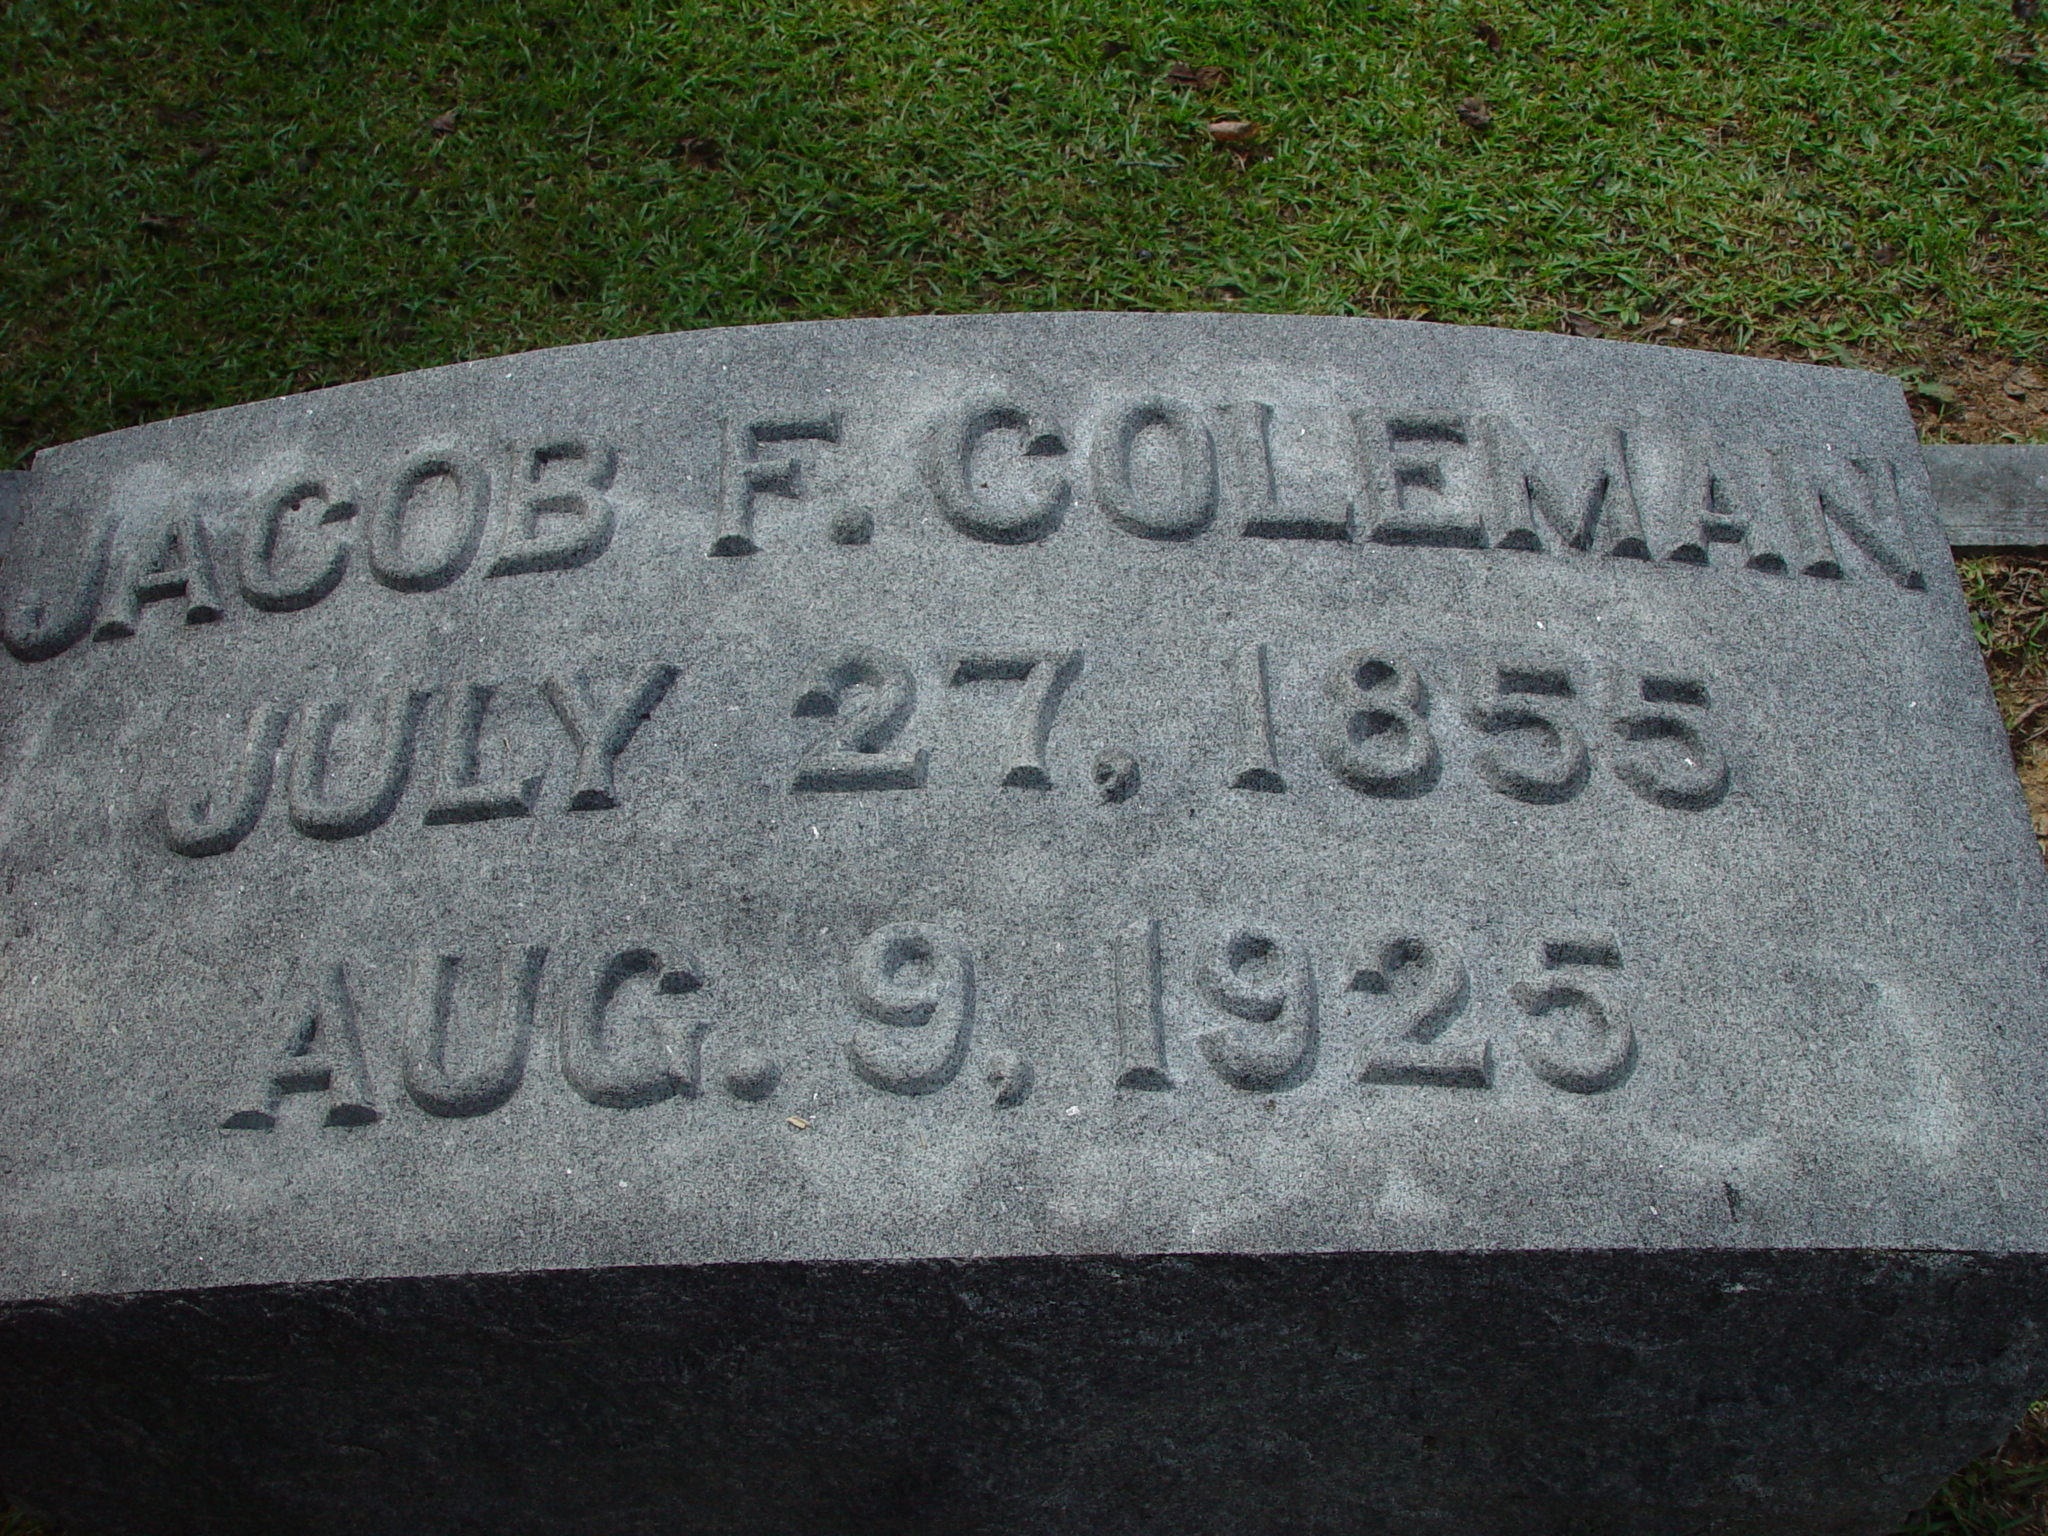 JACOB F. COLEMAN
JULY 27, 1855
AUG. 9, 1925